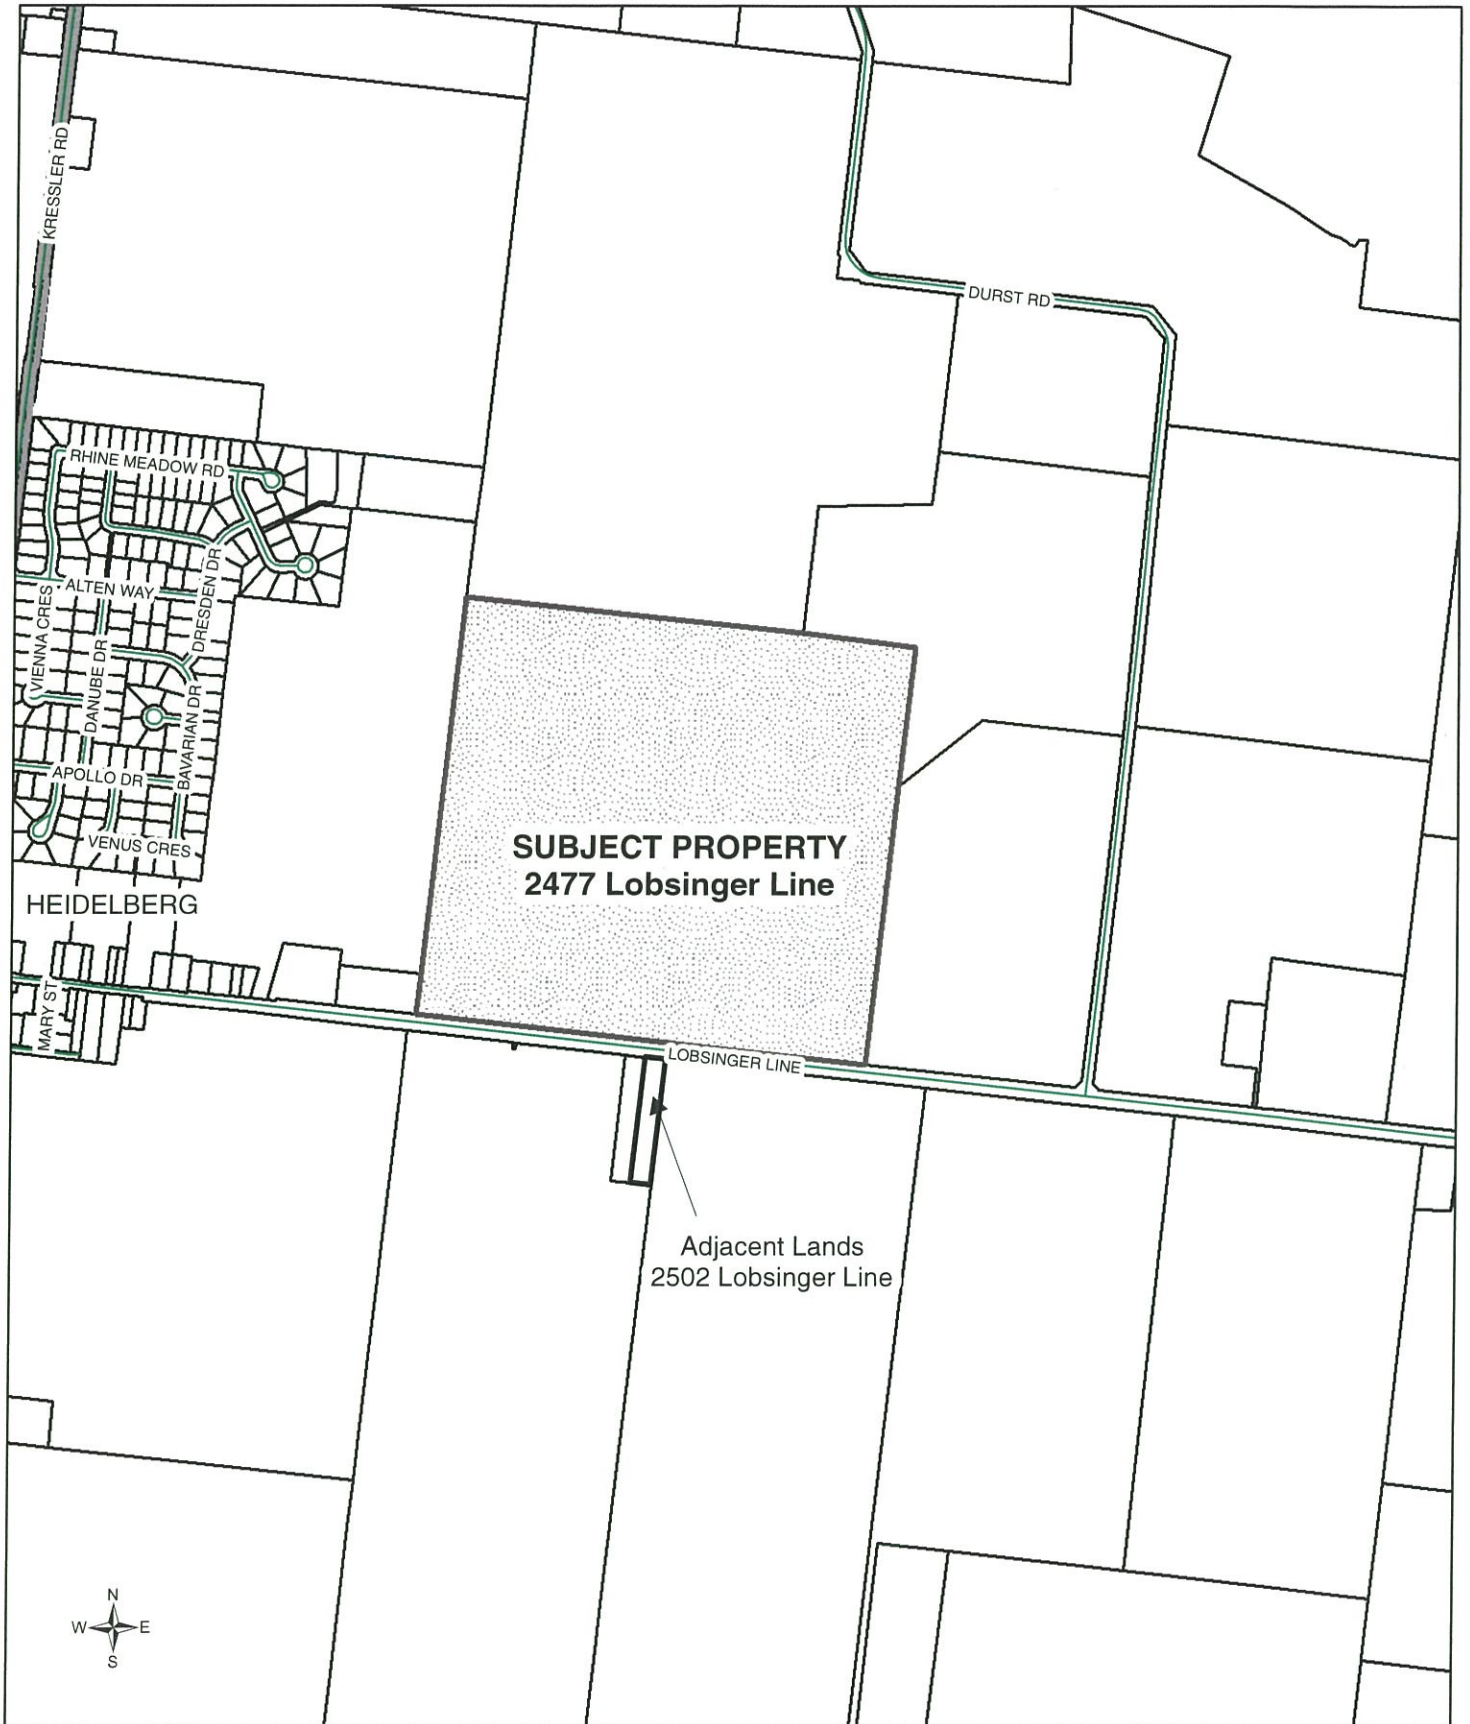 KRESSLER RD
DURST RD
RHINE MEADOW RD
ALTEN WAY
VIENNA CRES
DRESDEN DR
DANUBE DR
BAVARIAN DR
APOLLO DR
VENUS CRES
SUBJECT PROPERTY
2477 Lobsinger Line
HEIDELBERG
MARY ST
LOBSINGER LINE
Adjacent Lands
2502 Lobsinger Line
N
W E
S